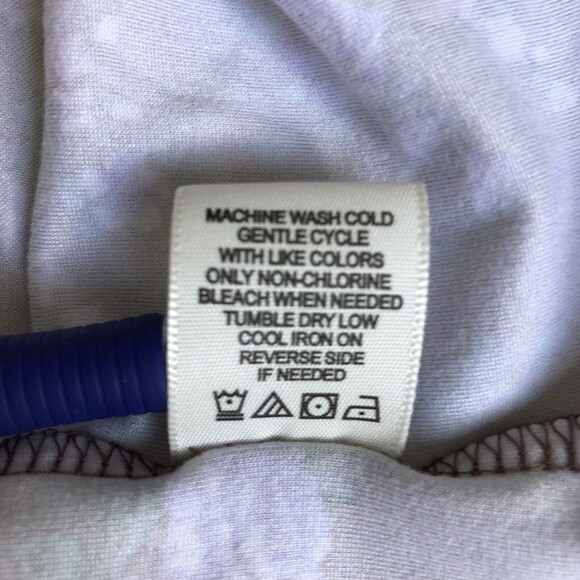 MACHINE WASH COLD
GENTLE CYCLE
WITH LIKE COLORS
ONLY NON-CHLORINE
BLEACH WHEN NEEDED
TUMBLE DRY LOW
COOL IRON ON
REVERSE SIDE
IF NEEDED